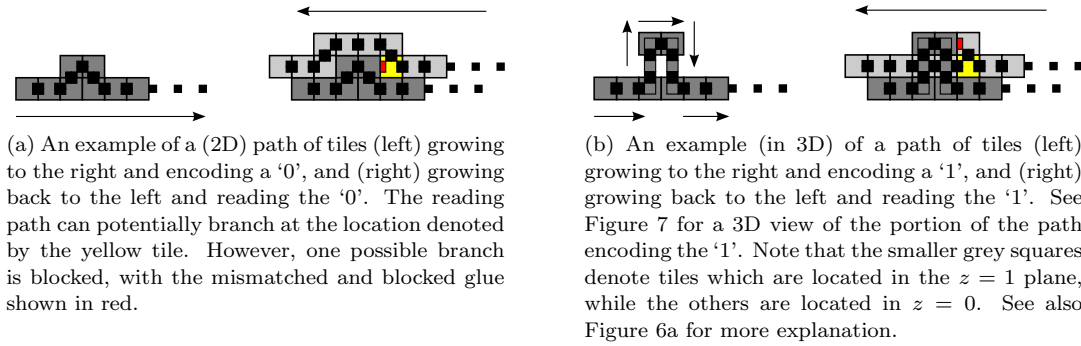 (a) An example of a (2D) path of tiles (left) growing
to the right and encoding a ‘0’, and (right) growing
back to the left and reading the ‘0’. The reading
path can potentially branch at the location denoted
by the yellow tile. However, one possible branch
is blocked, with the mismatched and blocked glue
shown in red.
(b) An example (in 3D) of a path of tiles (left)
growing to the right and encoding a ‘1’, and (right)
growing back to the left and reading the ‘1’. See
Figure 7 for a 3D view of the portion of the path
encoding the ‘1’. Note that the smaller grey squares
denote tiles which are located in the z = 1 plane,
while the others are located in z = 0. See also
Figure 6a for more explanation.